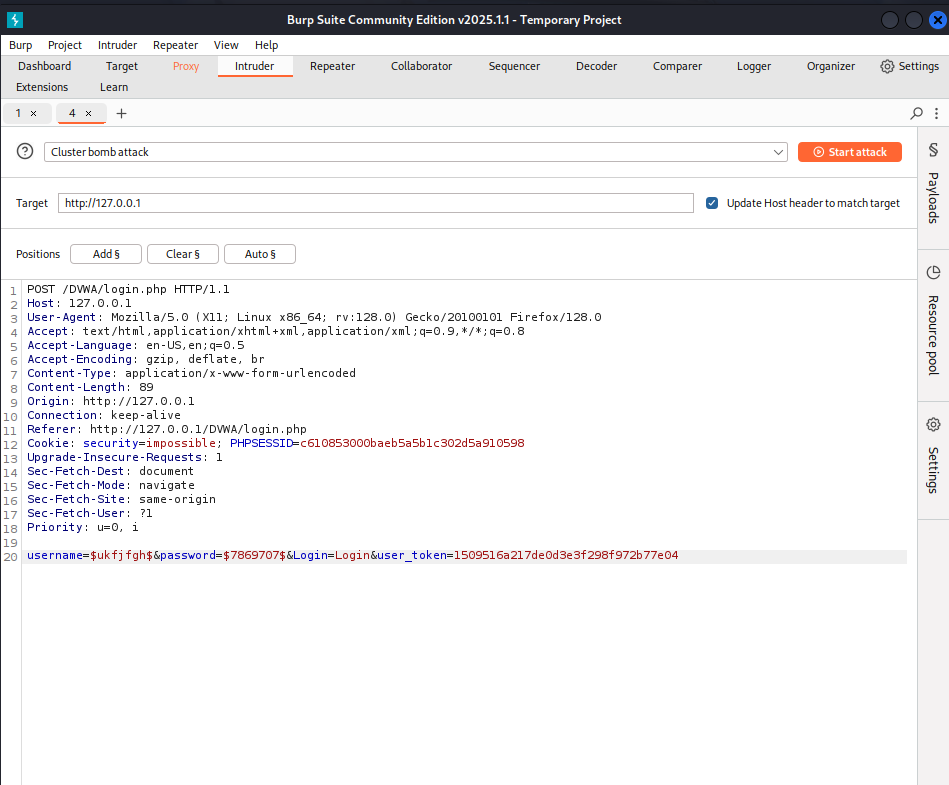 Burp Suite Community Edition v2025.1.1 - Temporary Project
Burp Project Intruder Repeater View Help
Dashboard Target Proxy Intruder Repeater Collaborator Sequencer Decoder Comparer Logger Organizer Settings
Extensions Learn
1 × 4 × +
Cluster bomb attack Start attack
Target http://127.0.0.1 Update Host header to match target
Positions Add § Clear § Auto §
1 POST /DVWA/login.php HTTP/1.1
2 Host: 127.0.0.1
3 User-Agent: Mozilla/5.0 (X11; Linux x86_64; rv:128.0) Gecko/20100101 Firefox/128.0
4 Accept: text/html,application/xhtml+xml,application/xml;q=0.9,*/*;q=0.8
5 Accept-Language: en-US,en;q=0.5
6 Accept-Encoding: gzip, deflate, br
7 Content-Type: application/x-www-form-urlencoded
8 Content-Length: 89
9 Origin: http://127.0.0.1
10 Connection: keep-alive
11 Referer: http://127.0.0.1/DVWA/login.php
12 Cookie: security=impossible; PHPSESSID=c610853000baeb5a5b1c302d5a910598
13 Upgrade-Insecure-Requests: 1
14 Sec-Fetch-Dest: document
15 Sec-Fetch-Mode: navigate
16 Sec-Fetch-Site: same-origin
17 Sec-Fetch-User: ?1
18 Priority: u=0, i
19
20 username=$ukfjfgh$&password=$7869707$&Login=Login&user_token=1509516a217de0d3e3f298f972b77e04
§ Payloads
Resource pool
Settings